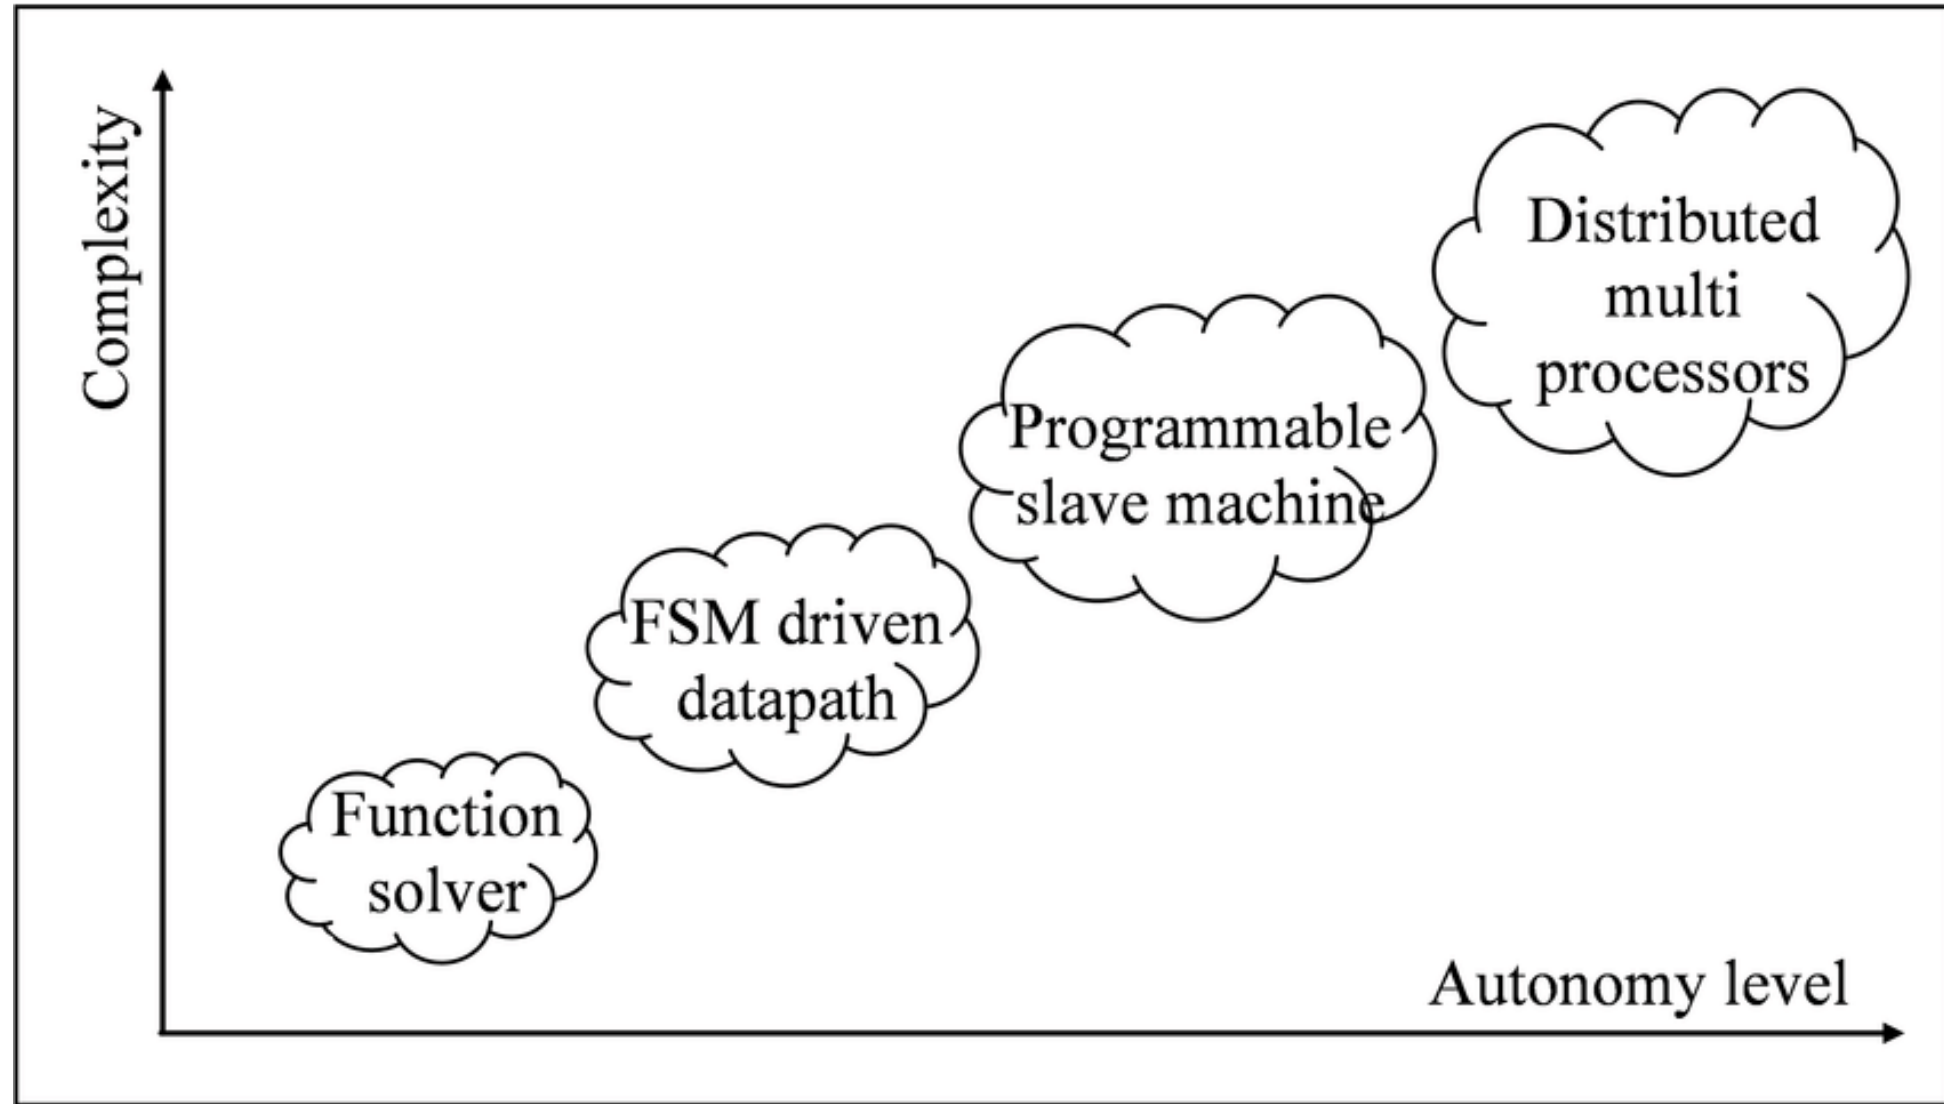 Complexity
Distributed
multi
processors
Programmable
slave machine
FSM driven
datapath
Function
solver
Autonomy level